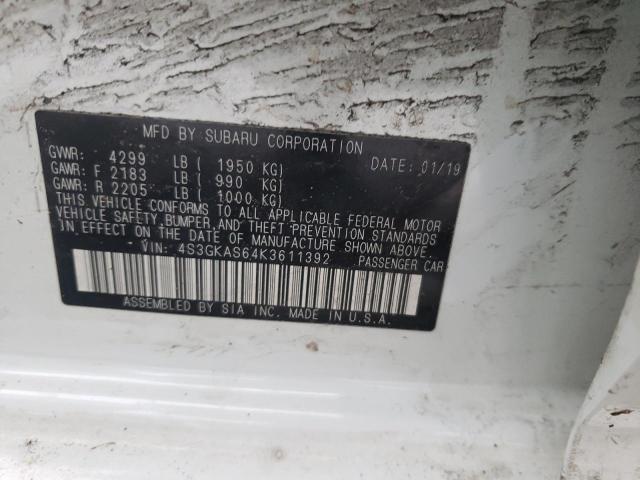 MFD BY SUBARU CORPORATION
GVWR: 4299 LB ( 1950 KG) DATE: 01/19
GAWR: F 2183 LB ( 990 KG)
GAWR: R 2205 LB ( 1000 KG)
THIS VEHICLE CONFORMS TO ALL APPLICABLE FEDERAL MOTOR
VEHICLE SAFETY, BUMPER, AND THEFT PREVENTION STANDARDS
IN EFFECT ON THE DATE OF MANUFACTURE SHOWN ABOVE.
VIN: 4S3GKAS64K3611392 PASSENGER CAR
ASSEMBLED BY SIA INC. MADE IN U.S.A.